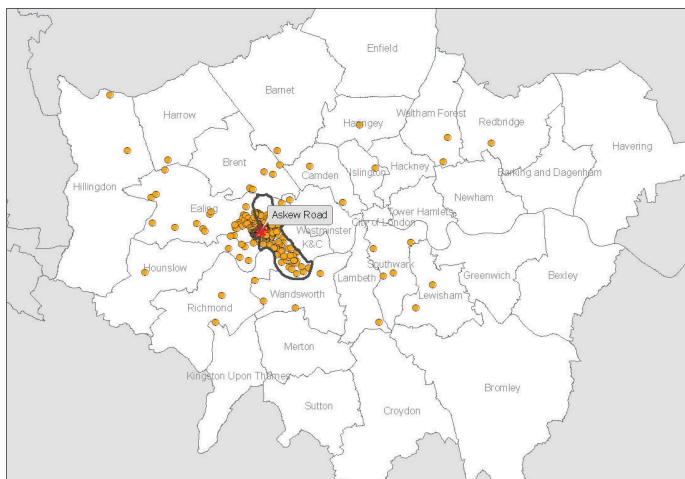 Enfield
Barnet
Harrow
Haringey
Waltham Forest
Redbridge
Havering
Brent
Camden
Islington
Hackney
Barking and Dagenham
Hillingdon
Ealing
Newham
Askew Road
Tower Hamlets
City of London
Westminster
K&C
Hounslow
Southwark
Lambeth
Greenwich
Bexley
Wandsworth
Lewisham
Richmond
Merton
Kingston Upon Thames
Bromley
Sutton
Croydon